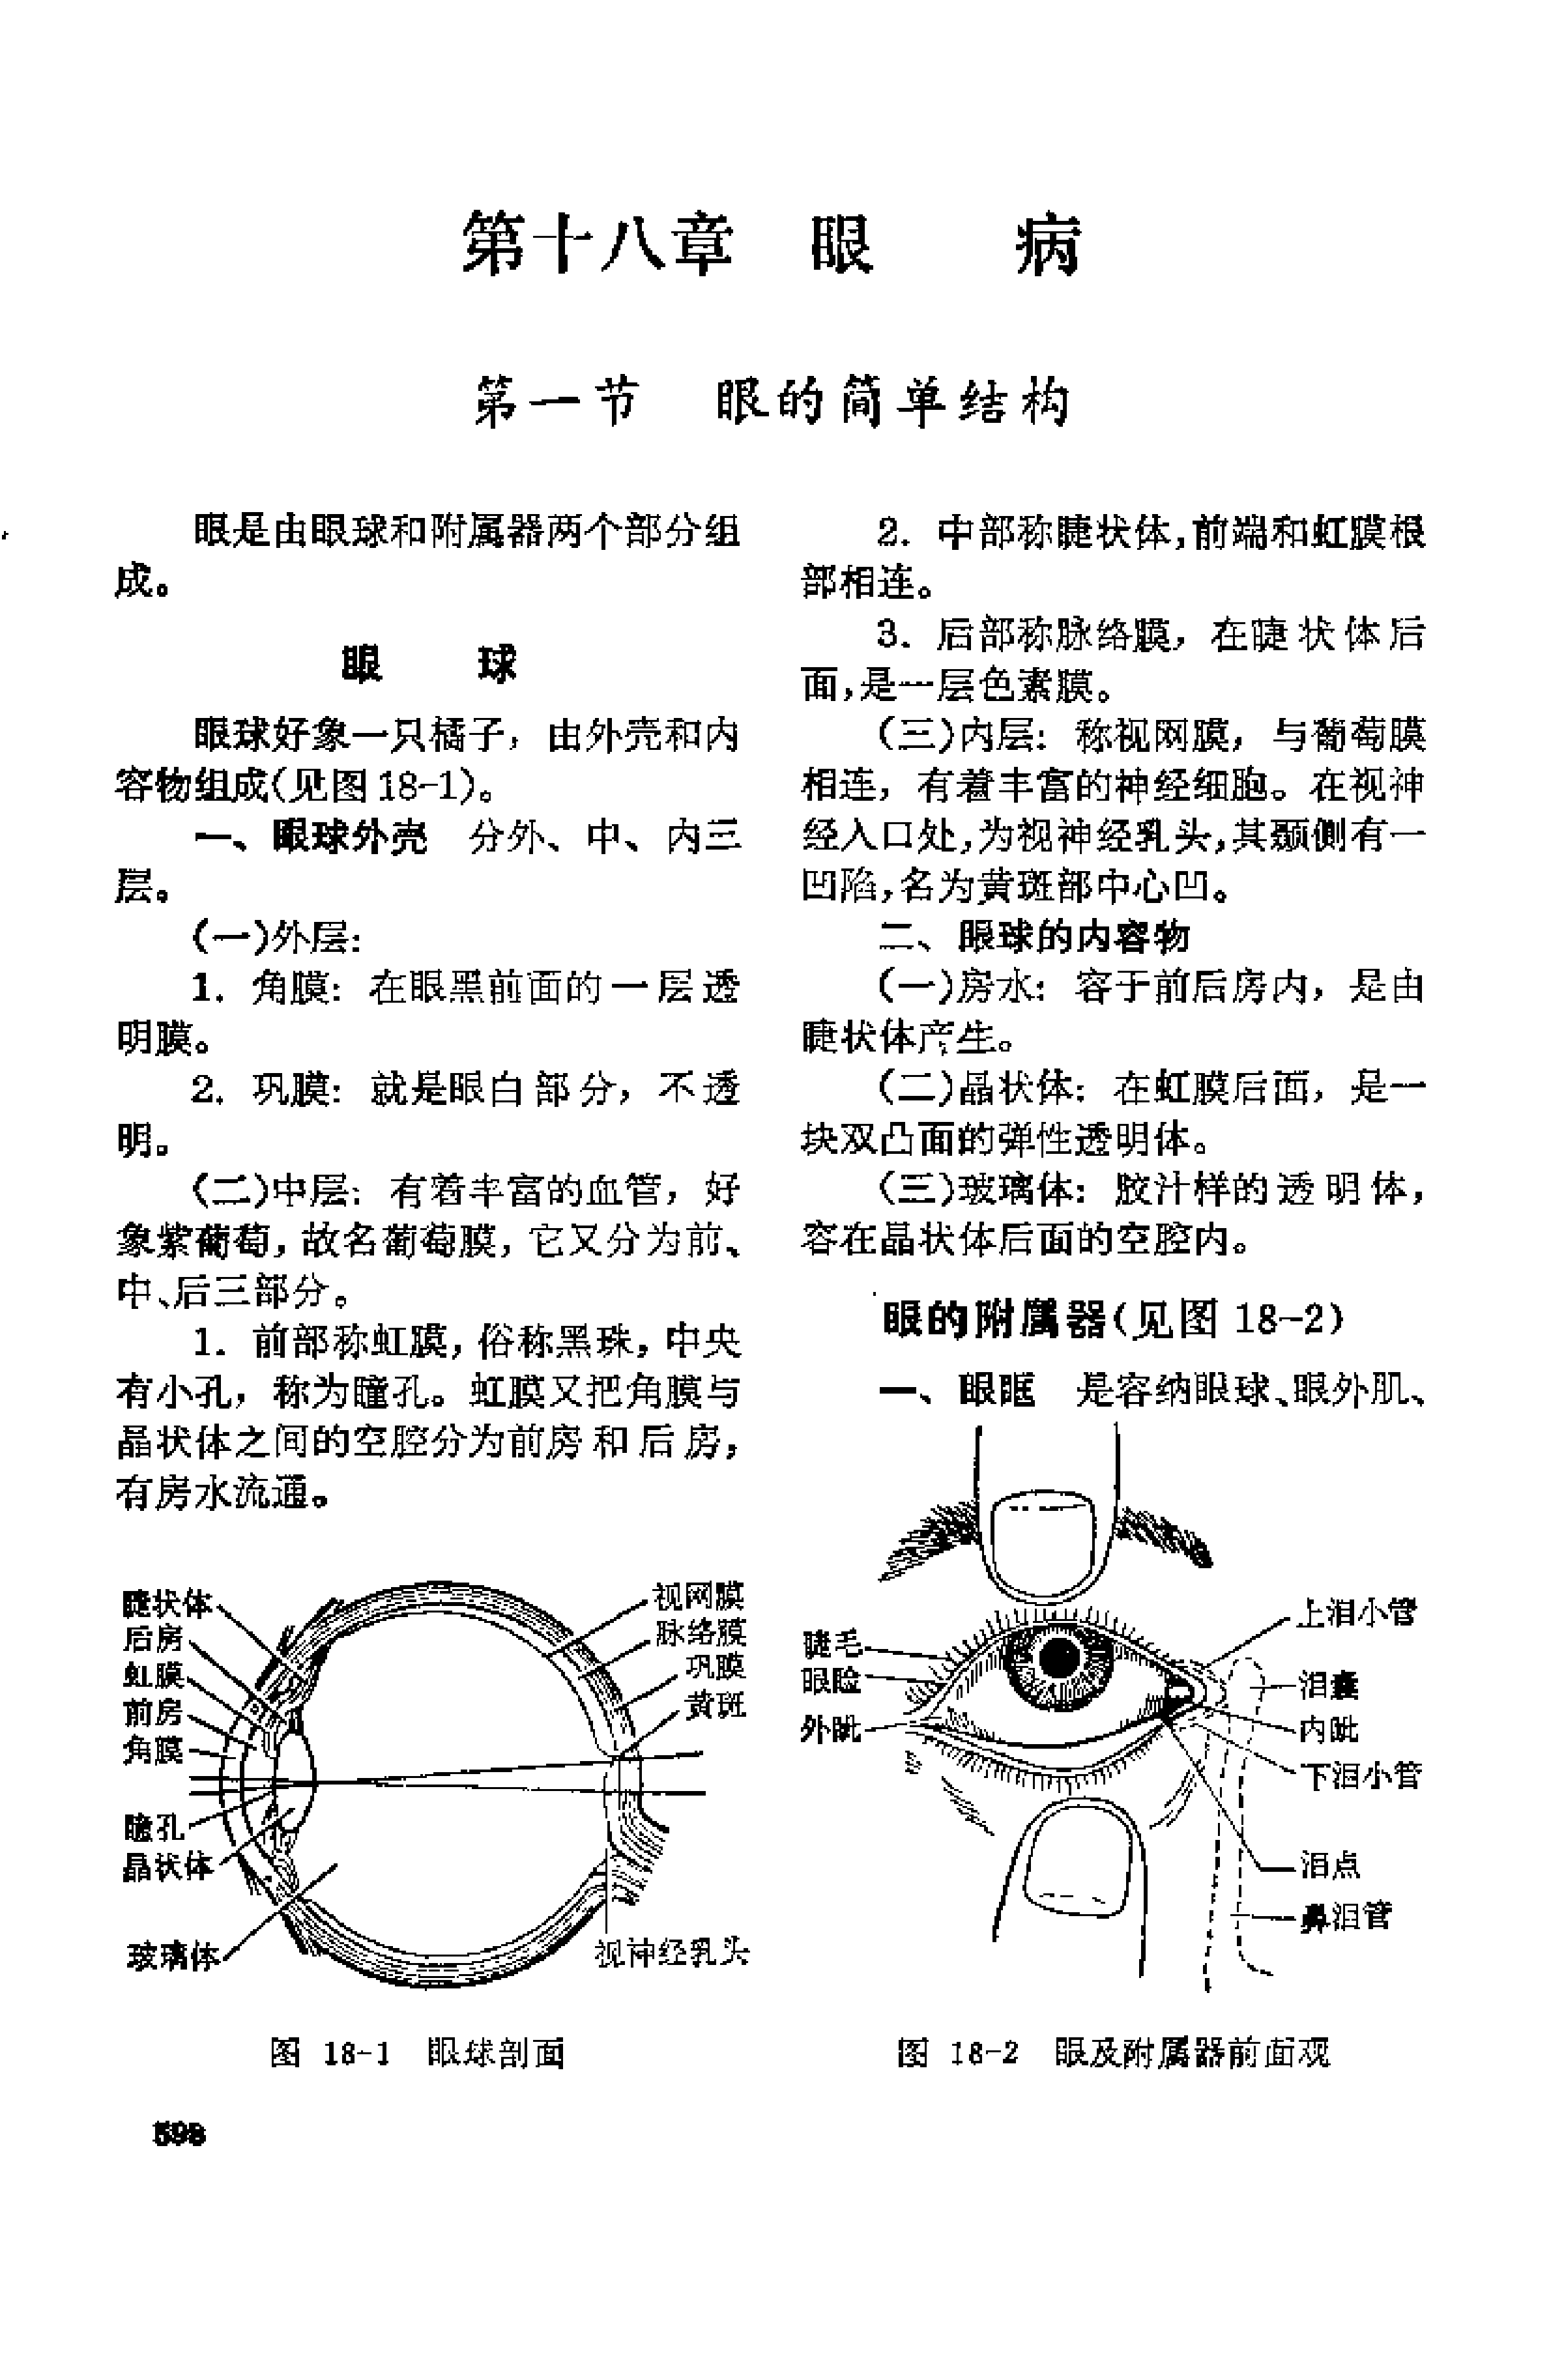 第十八章 眼 病
第一节 眼的简单结构
眼是由眼球和附属器两个部分组
成。
眼 球
眼球好象一只橘子，由外壳和内
容物组成(见图18-1)。
一、眼球外壳 分外、中、内三
层。
(一)外层：
1. 角膜：在眼黑前面的一层透
明膜。
2. 巩膜：就是眼白部分，不透
明。
(二)中层：有着丰富的血管，好
象紫葡萄，故名葡萄膜，它又分为前、
中、后三部分。
1. 前部称虹膜，俗称黑珠，中央
有小孔，称为瞳孔。虹膜又把角膜与
晶状体之间的空腔分为前房和后房，
有房水流通。
睫状体
后房
虹膜
前房
角膜
瞳孔
晶状体
玻璃体
视网膜
脉络膜
巩膜
黄斑
视神经乳头
图 18-1 眼球剖面
2. 中部称睫状体，前端和虹膜根
部相连。
3. 后部称脉络膜，在睫状体后
面，是一层色素膜。
(三)内层：称视网膜，与葡萄膜
相连，有着丰富的神经细胞。在视神
经入口处，为视神经乳头，其颞侧有一
凹陷，名为黄斑部中心凹。
二、眼球的内容物
(一)房水：容于前后房内，是由
睫状体产生。
(二)晶状体：在虹膜后面，是一
块双凸面的弹性透明体。
(三)玻璃体：胶汁样的透明体，
容在晶状体后面的空腔内。
眼的附属器(见图 18-2)
一、眼眶 是容纳眼球、眼外肌、
睫毛
眼睑
外眦
上泪小管
泪囊
内眦
下泪小管
泪点
鼻泪管
图 18-2 眼及附属器前面观
598